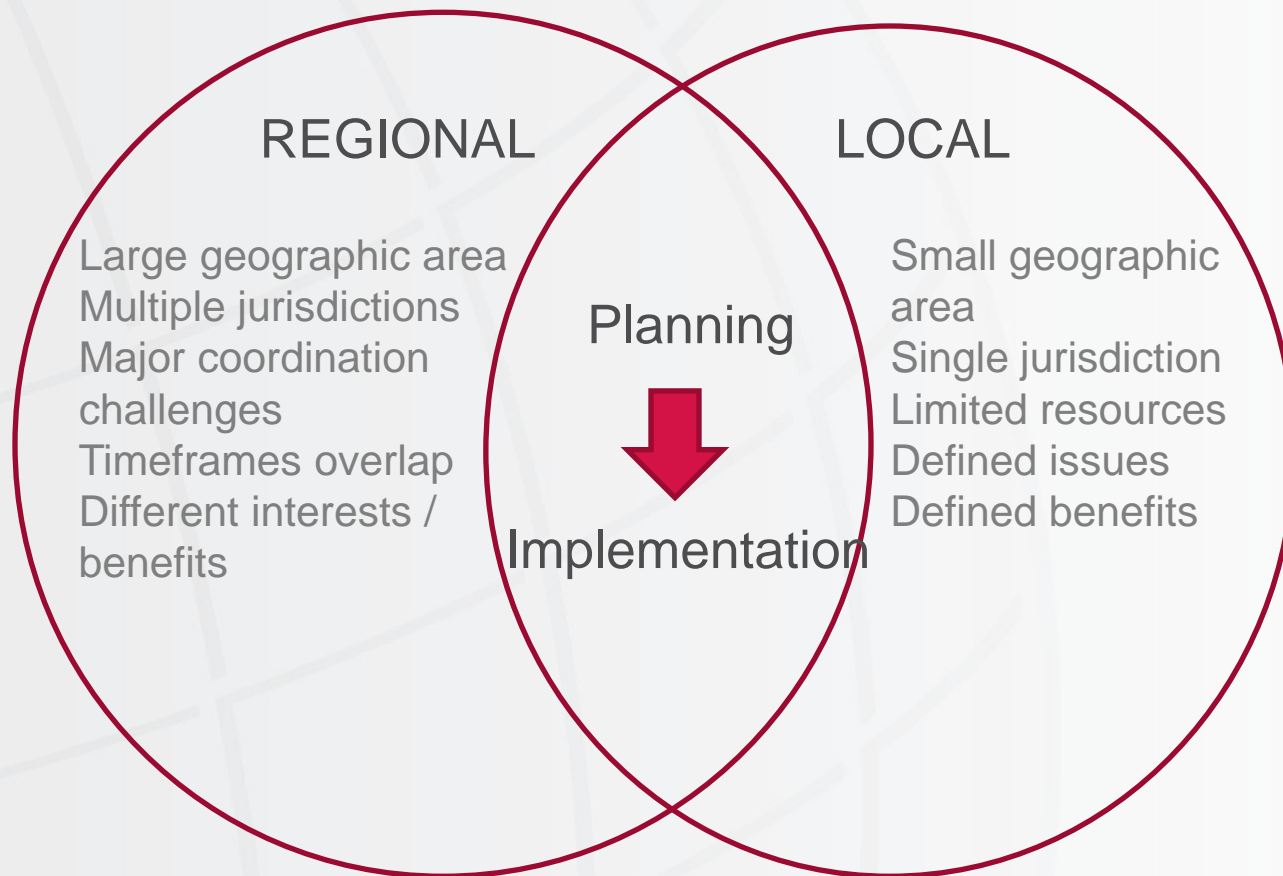 REGIONAL
Large geographic area
Multiple jurisdictions
Major coordination
challenges
Timeframes overlap
Different interests /
benefits
Planning
Implementation
LOCAL
Small geographic
area
Single jurisdiction
Limited resources
Defined issues
Defined benefits